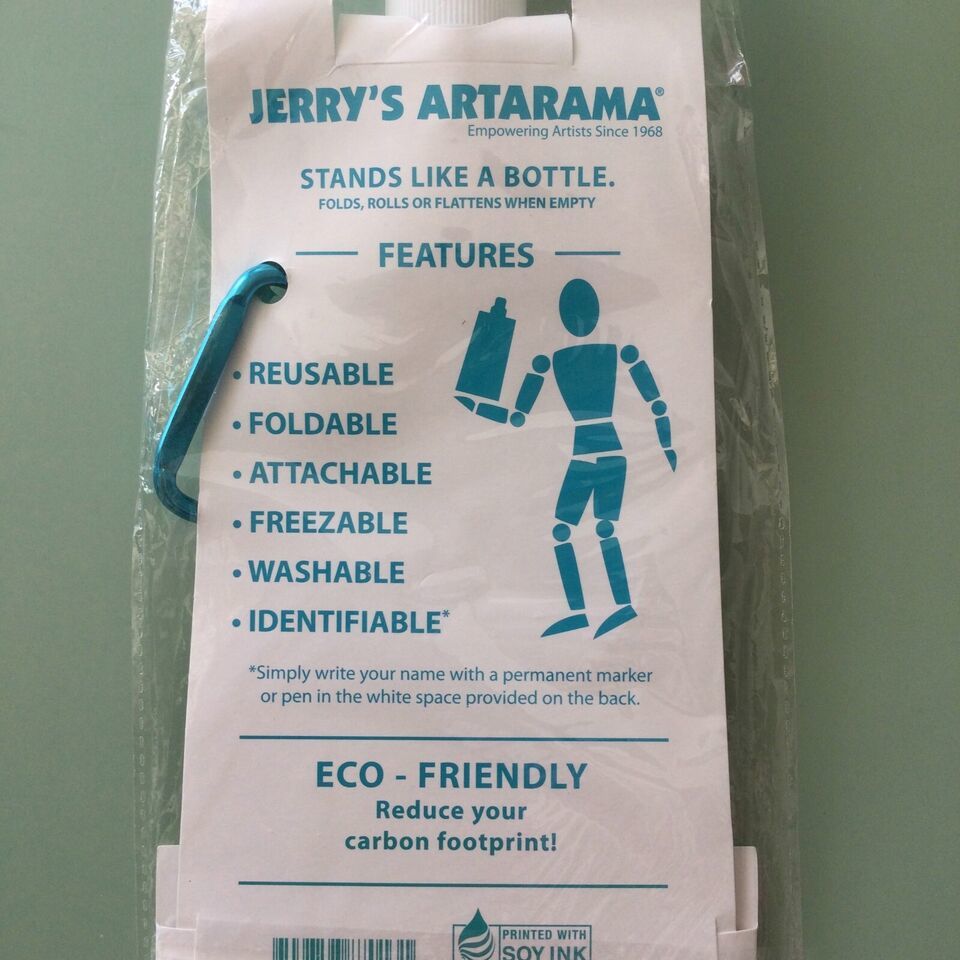 JERRY'S ARTARAMA®
Empowering Artists Since 1968
STANDS LIKE A BOTTLE.
FOLDS, ROLLS OR FLATTENS WHEN EMPTY
FEATURES
• REUSABLE
• FOLDABLE
• ATTACHABLE
• FREEZABLE
• WASHABLE
• IDENTIFIABLE*
*Simply write your name with a permanent marker
or pen in the white space provided on the back.
ECO - FRIENDLY
Reduce your
carbon footprint!
PRINTED WITH
SOY INK